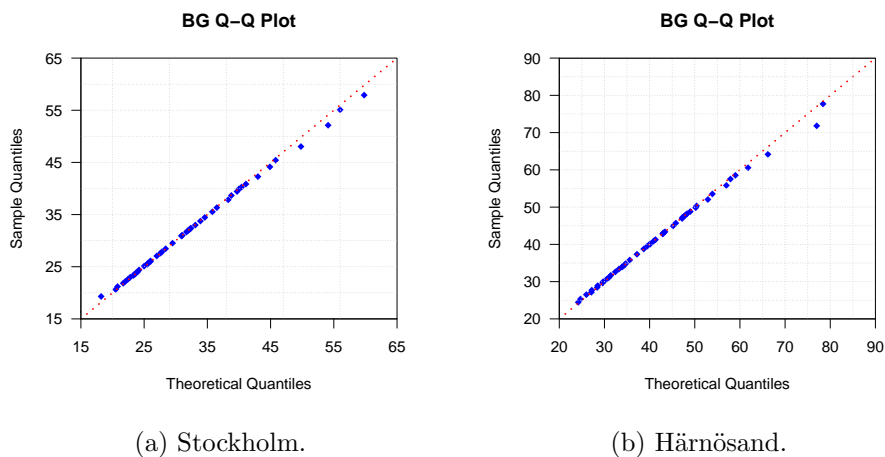 BG Q–Q Plot
65
55
45
35
25
15
Sample Quantiles
15 25 35 45 55 65
Theoretical Quantiles
(a) Stockholm.
BG Q–Q Plot
90
80
70
60
50
40
30
20
Sample Quantiles
20 30 40 50 60 70 80 90
Theoretical Quantiles
(b) Härnösand.